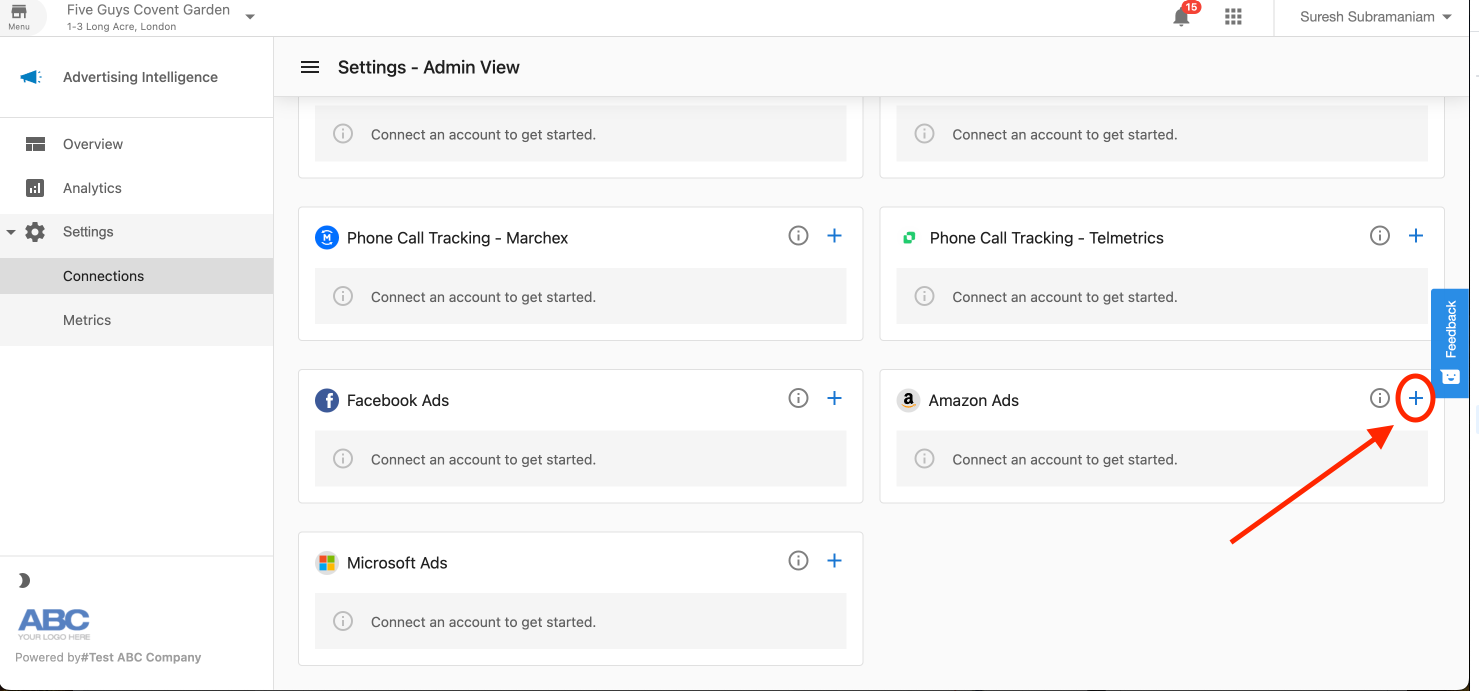 Menu
Five Guys Covent Garden
1-3 Long Acre, London
15
Suresh Subramaniam
Advertising Intelligence
Overview
Analytics
Settings
Connections
Metrics
ABC
YOUR LOGO HERE
Powered by#Test ABC Company
Settings - Admin View
Connect an account to get started.
Connect an account to get started.
Phone Call Tracking - Marchex
Connect an account to get started.
Phone Call Tracking - Telmetrics
Connect an account to get started.
Feedback
Facebook Ads
Connect an account to get started.
Amazon Ads
Connect an account to get started.
Microsoft Ads
Connect an account to get started.